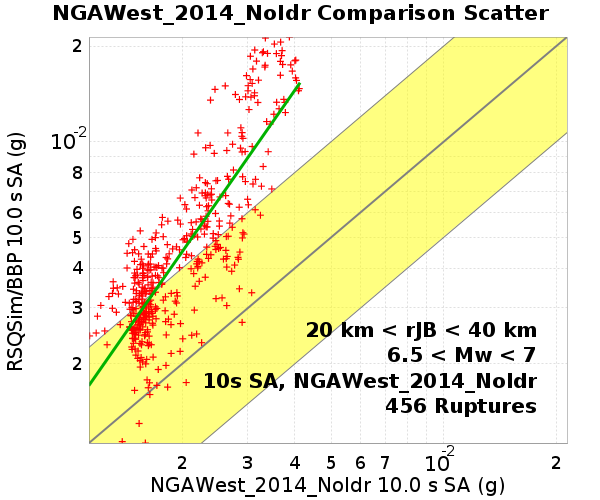 NGAWest_2014_NoIdr Comparison Scatter
2
10-2
8
6
5
4
3
2
RSQSim/BBP 10.0 s SA (g)
20 km < rJB < 40 km
6.5 < Mw < 7
10s SA, NGAWest_2014_NoIdr
456 Ruptures
2 3 4 5 6 7 10-2 2
NGAWest_2014_NoIdr 10.0 s SA (g)